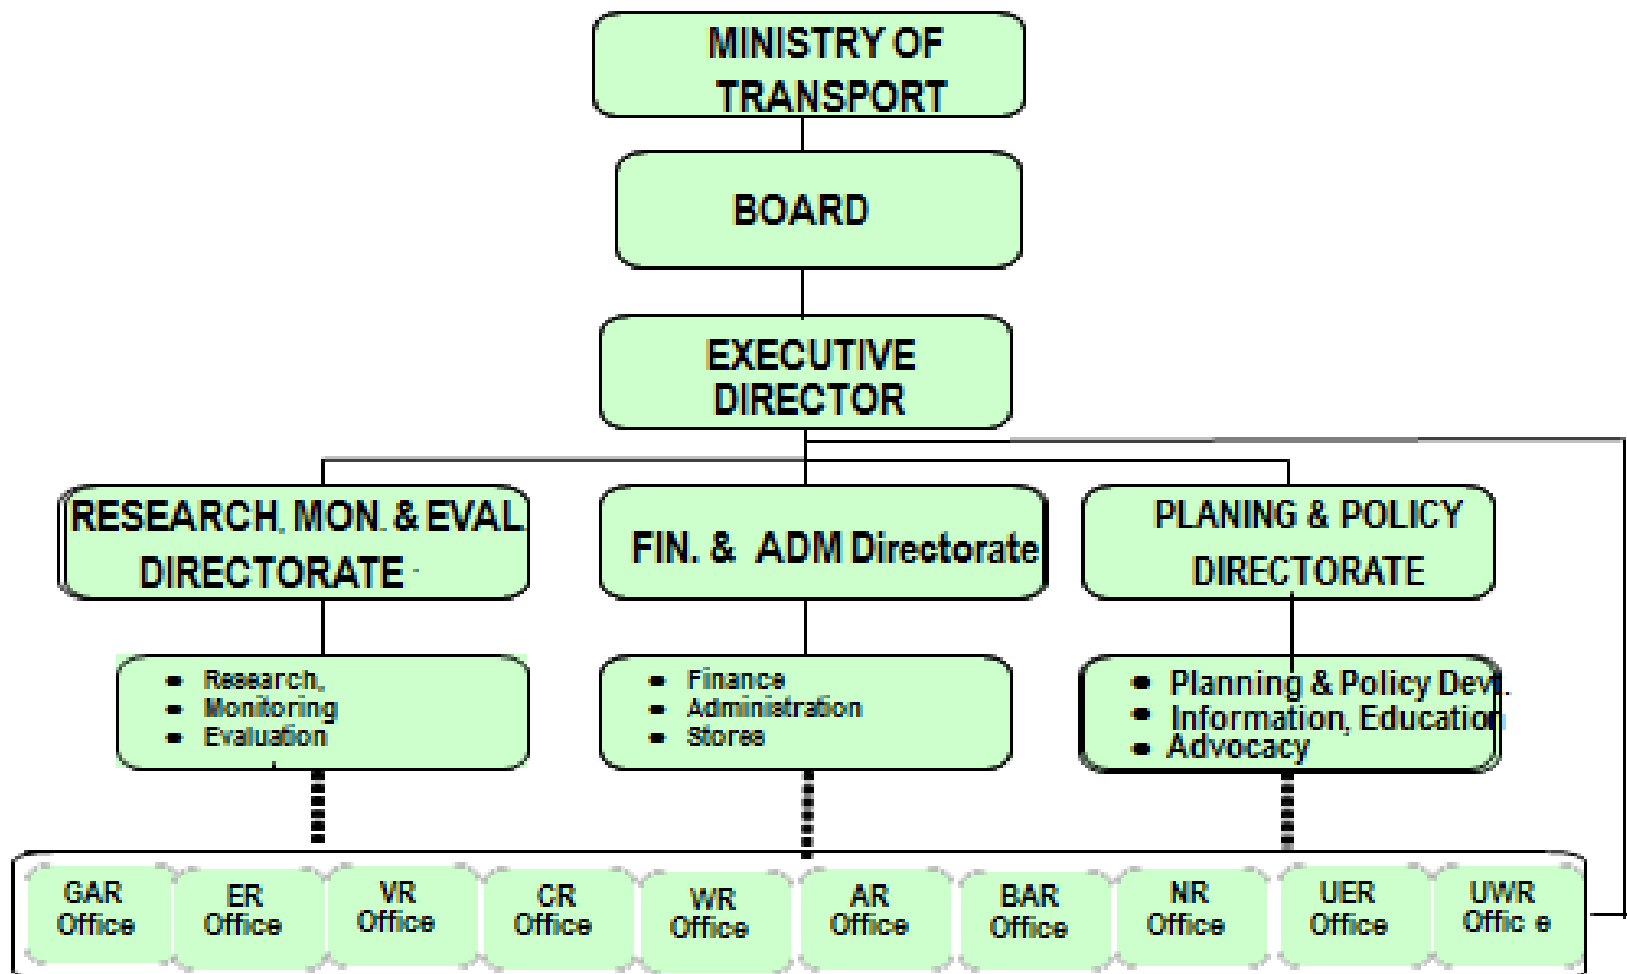 MINISTRY OF
TRANSPORT
BOARD
EXECUTIVE
DIRECTOR
RESEARCH, MON. & EVAL.
DIRECTORATE -
FIN. & ADM Directorate
PLANING & POLICY
DIRECTORATE
• Research,
• Monitoring
• Evaluation
• Finance
• Administration
• Stores
• Planning & Policy Devt.
• Information, Education
• Advocacy
GAR
Office
ER
Office
VR
Office
CR
Office
WR
Office
AR
Office
BAR
Office
NR
Office
UER
Office
UWR
Offic e